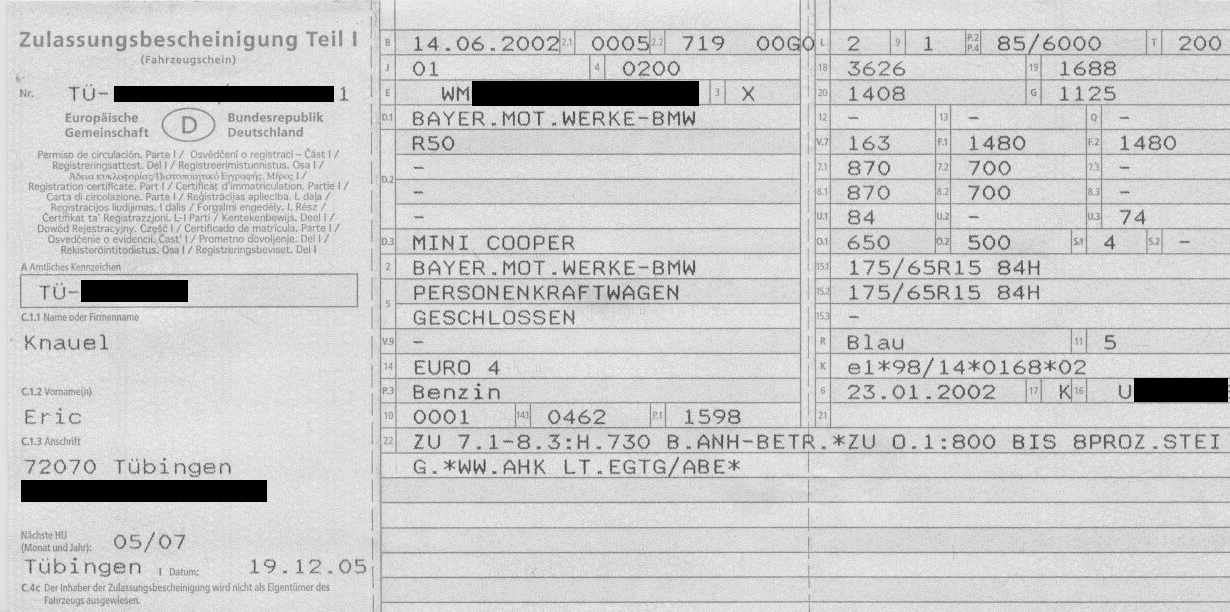 Zulassungsbescheinigung Teil I
(Fahrzeugschein)
Nr. TÜ- 1
Europäische Gemeinschaft D Bundesrepublik Deutschland
Permiso de circulación. Parte I / Osvědčení o registraci – Část I /
Registreringsattest. Del I / Registreerimistunnistus. Osa I /
Άδεια κυκλοφορίας/Πιστοποιητικό Εγγραφής. Μέρος I /
Registration certificate. Part I / Certificat d'immatriculation. Partie I /
Carta di circolazione. Parte I / Reģistrācijas apliecība. I. daļa /
Registracijos liudijimas. I dalis / Forgalmi engedély. I. Rész /
Ċertifikat ta' Reġistrazzjoni. L-I Parti / Kentekenbewijs. Deel I /
Dowód Rejestracyjny. Część I / Certificado de matrícula. Parte I /
Osvedčenie o evidencii. Časť I / Prometno dovoljenje. Del I /
Rekisteröintitodistus. Osa I / Registreringsbeviset. Del I
A Amtliches Kennzeichen
TÜ-
C.1.1 Name oder Firmenname
Knauel
C.1.2 Vorname(n)
Eric
C.1.3 Anschrift
72070 Tübingen
Nächste HU
(Monat und Jahr): 05/07
Tübingen I Datum: 19.12.05
C.4c Der Inhaber der Zulassungsbescheinigung wird nicht als Eigentümer des
Fahrzeugs ausgewiesen.
B 14.06.2002 2.1 0005 2.2 719 00G0
J 01 4 0200
E WM 3 X
D.1 BAYER.MOT.WERKE-BMW
R50
–
D.2 –
–
D.3 MINI COOPER
2 BAYER.MOT.WERKE-BMW
5 PERSONENKRAFTWAGEN
GESCHLOSSEN
V.9 –
14 EURO 4
P.3 Benzin
10 0001 14.1 0462 P.1 1598
L 2 9 1 P.2 P.4 85/6000 T 200
18 3626 19 1688
20 1408 G 1125
12 – 13 – Q –
V.7 163 F.1 1480 F.2 1480
7.1 870 7.2 700 7.3 –
8.1 870 8.2 700 8.3 –
U.1 84 U.2 – U.3 74
O.1 650 O.2 500 S.1 4 S.2 –
15.1 175/65R15 84H
15.2 175/65R15 84H
15.3 –
R Blau 11 5
K e1*98/14*0168*02
6 23.01.2002 17 K 16 U
21
22 ZU 7.1-8.3:H.730 B.ANH-BETR.*ZU O.1:800 BIS 8PROZ.STEI
G.*WW.AHK LT.EGTG/ABE*